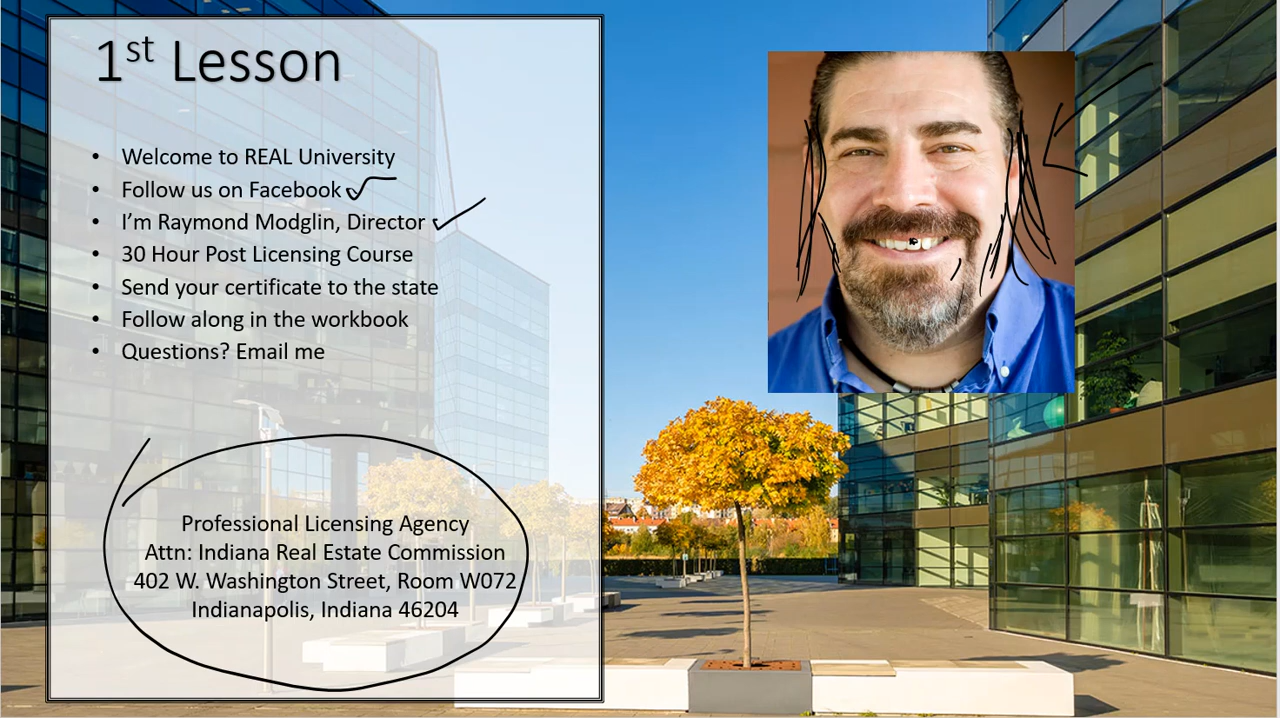 1st Lesson
• Welcome to REAL University
• Follow us on Facebook
• I’m Raymond Modglin, Director
• 30 Hour Post Licensing Course
• Send your certificate to the state
• Follow along in the workbook
• Questions? Email me
Professional Licensing Agency
Attn: Indiana Real Estate Commission
402 W. Washington Street, Room W072
Indianapolis, Indiana 46204